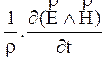 ρ ρ
1/ρ . ∂(E ∧ H)/∂t